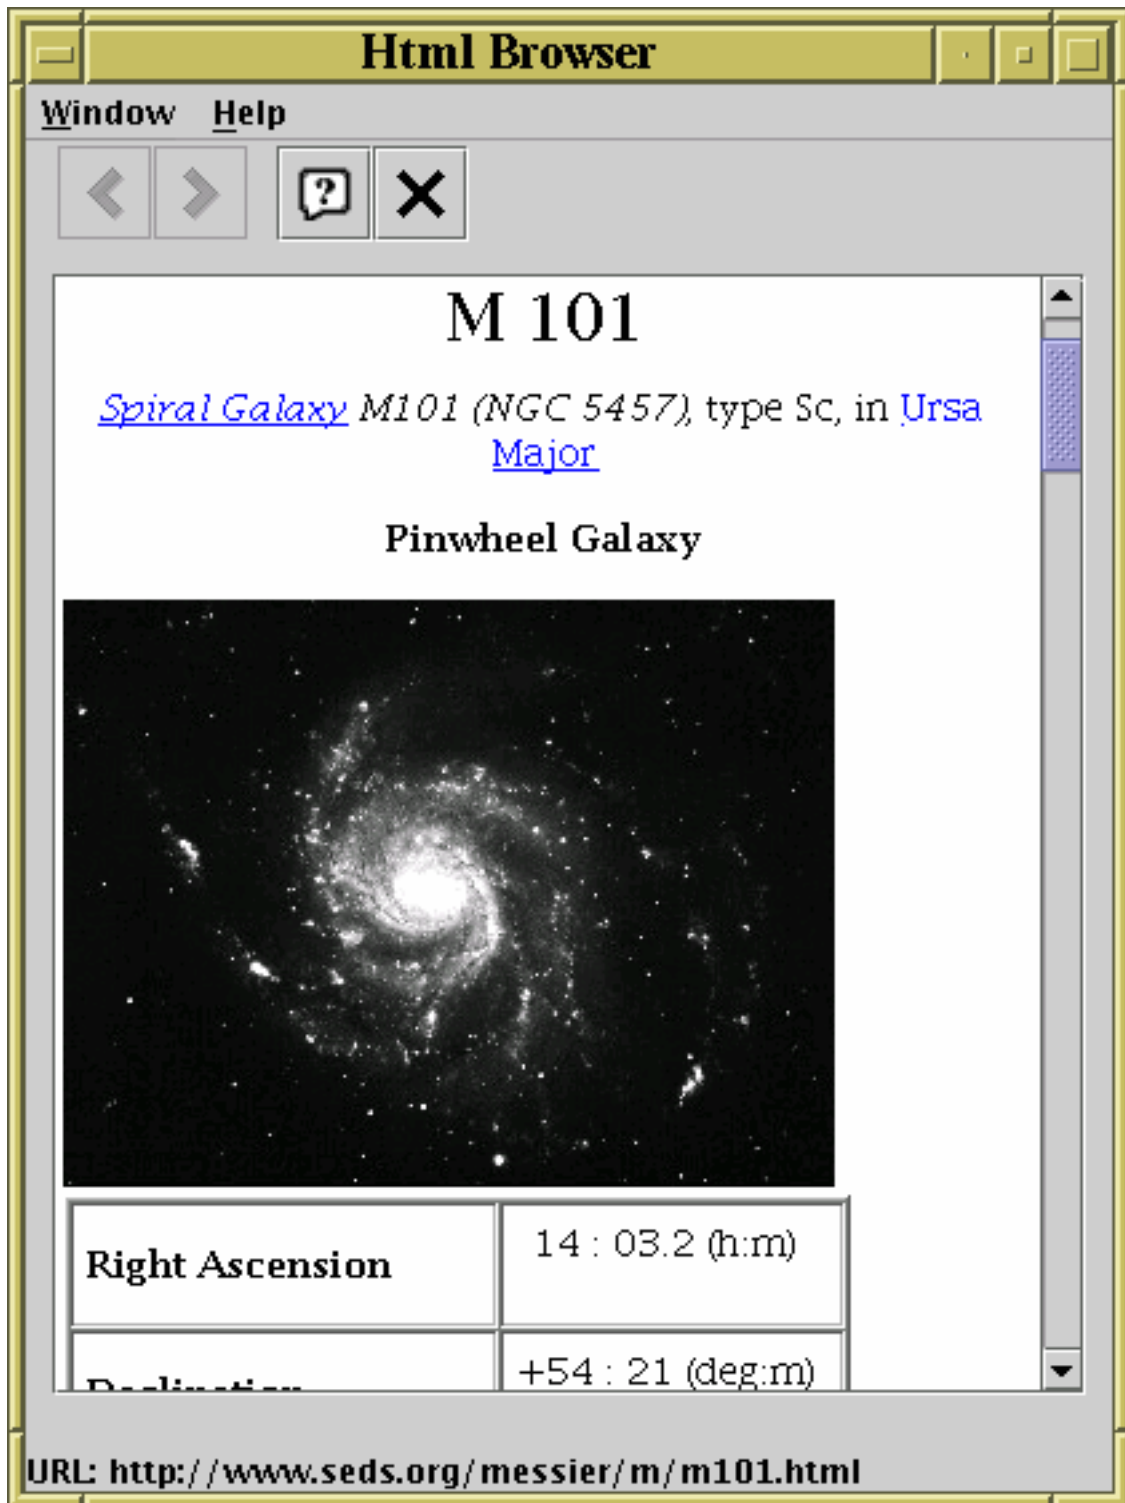 Html Browser
Window Help
?
M 101
Spiral Galaxy M101 (NGC 5457), type Sc, in Ursa
Major
Pinwheel Galaxy
Right Ascension 14 : 03.2 (h:m)
Declination +54 : 21 (deg:m)
URL: http://www.seds.org/messier/m/m101.html